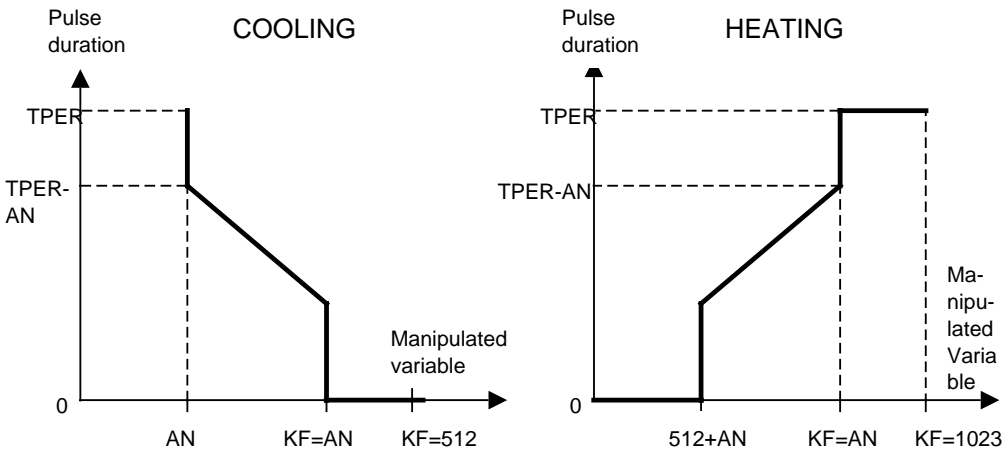 Pulse
duration
COOLING
TPER
TPER-
AN
Manipulated
variable
0
AN
KF=AN
KF=512
Pulse
duration
HEATING
TPER
TPER-AN
Ma-
nipu-
lated
Varia
ble
0
512+AN
KF=AN
KF=1023